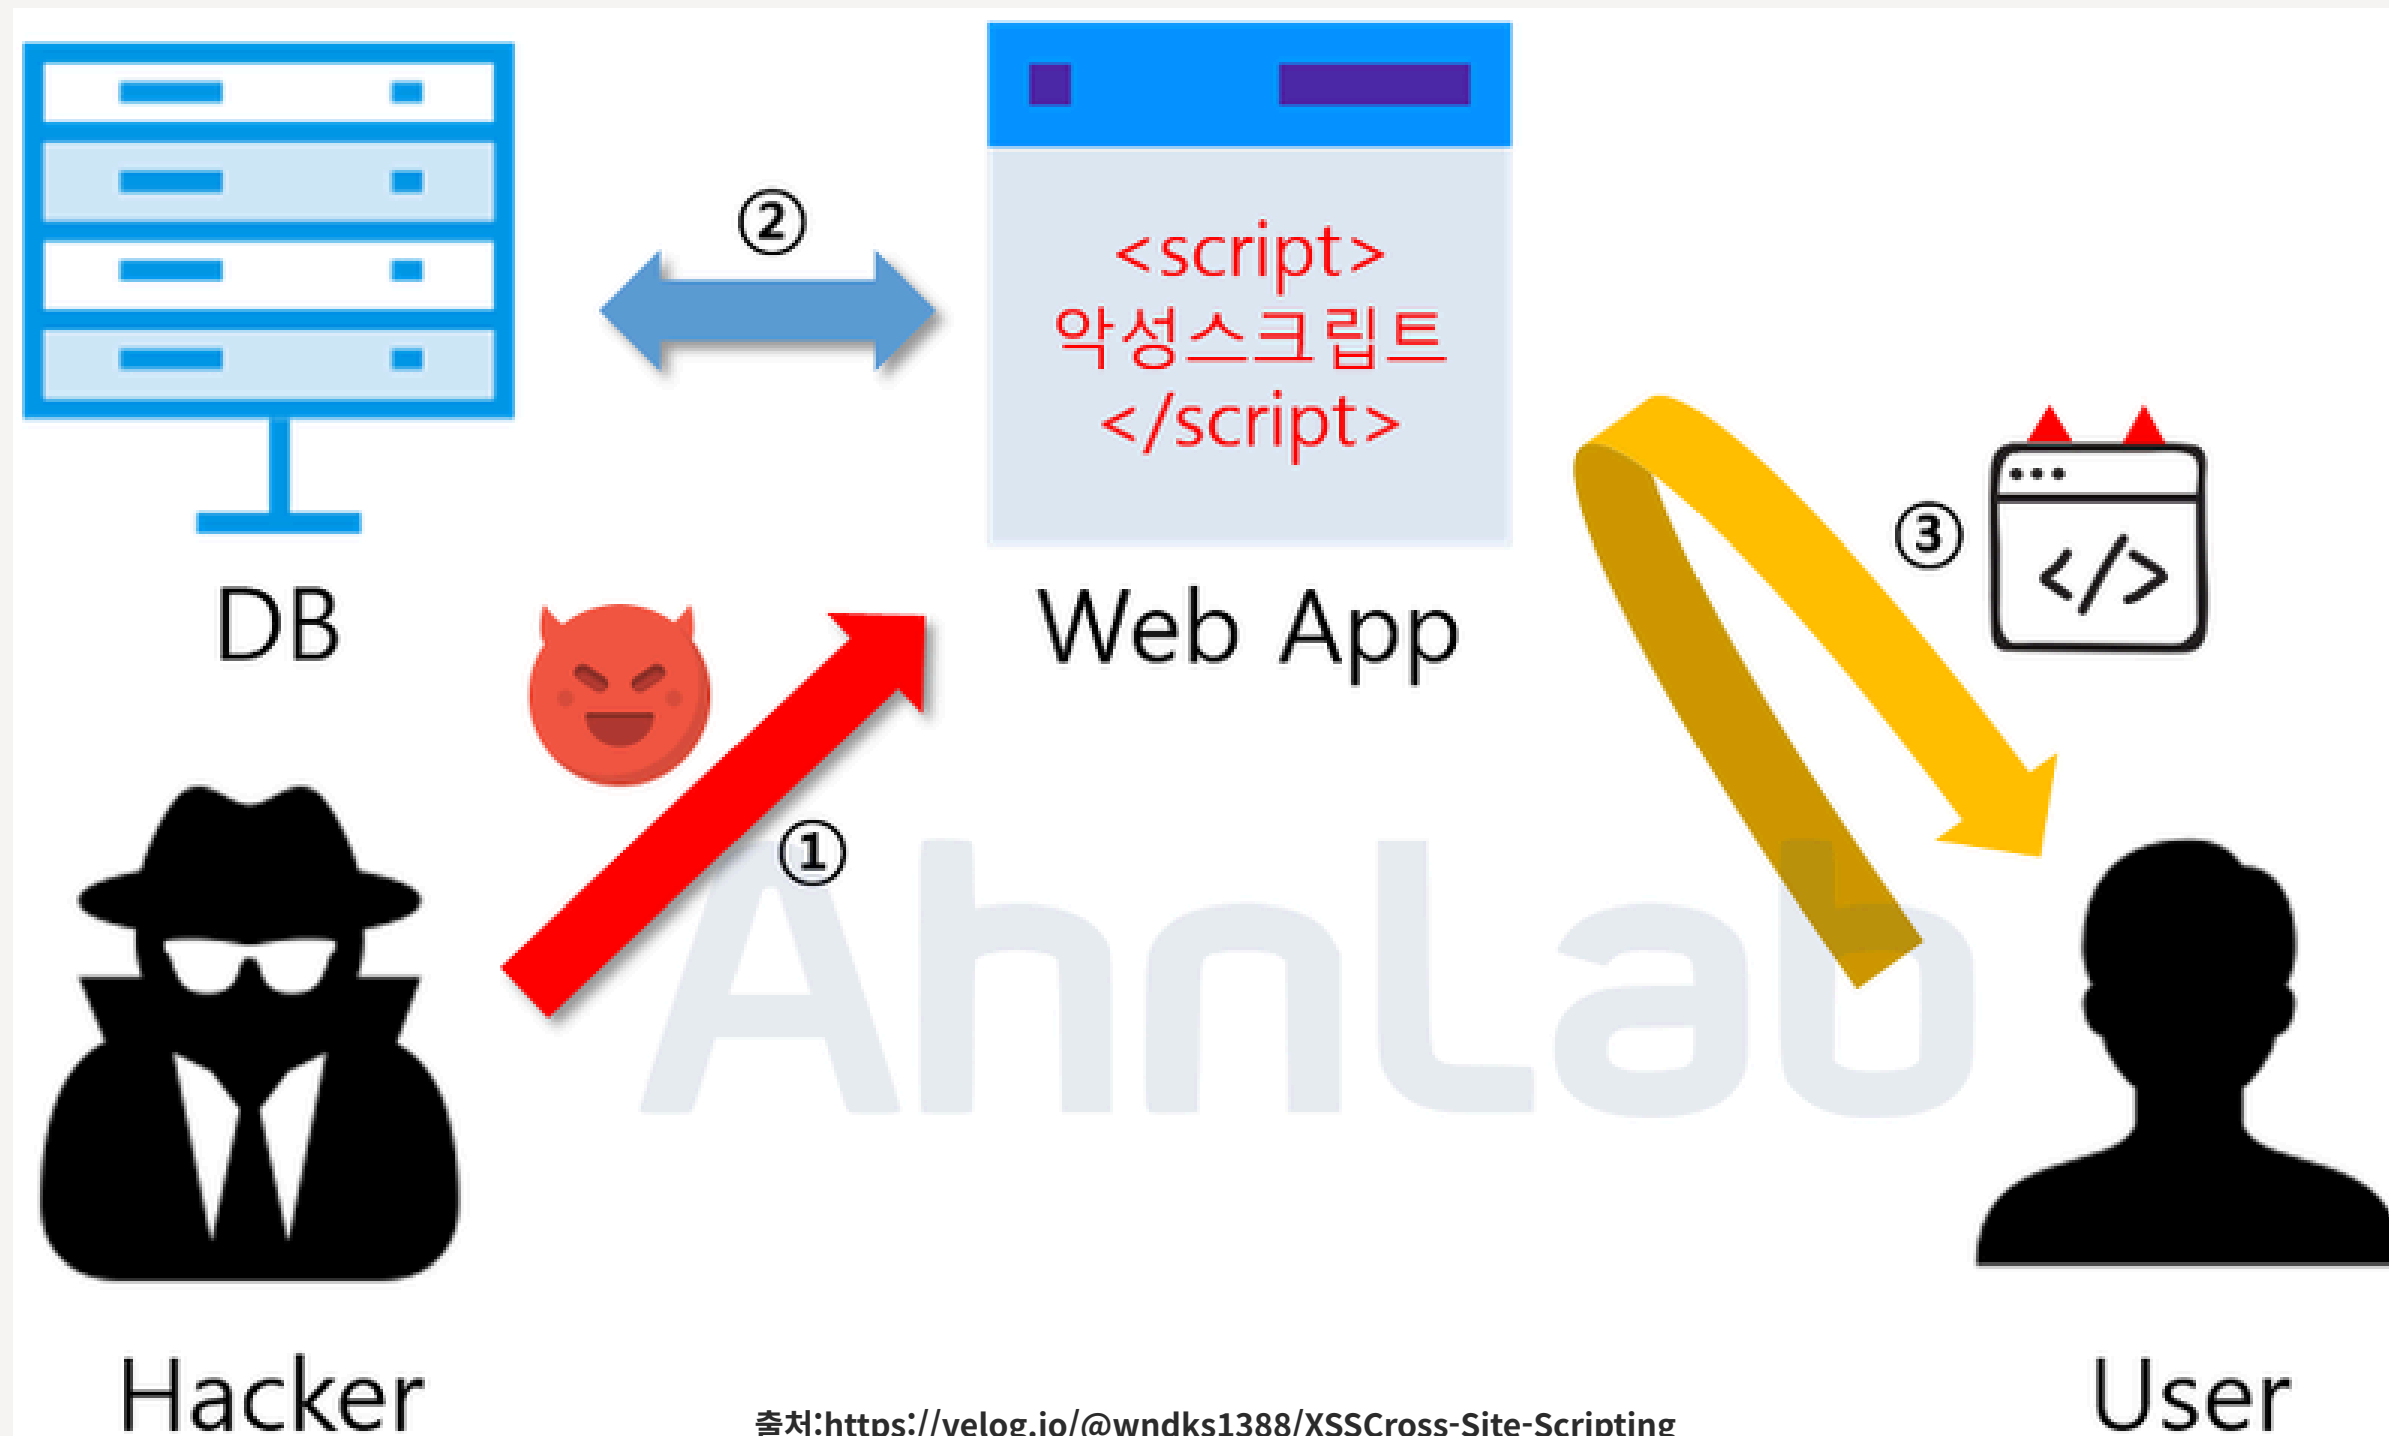 ②
<script>
악성스크립트
</script>
③
</>
DB
Web App
①
AhnLab
Hacker
User
출처:https://velog.io/@wndks1388/XSSCross-Site-Scripting